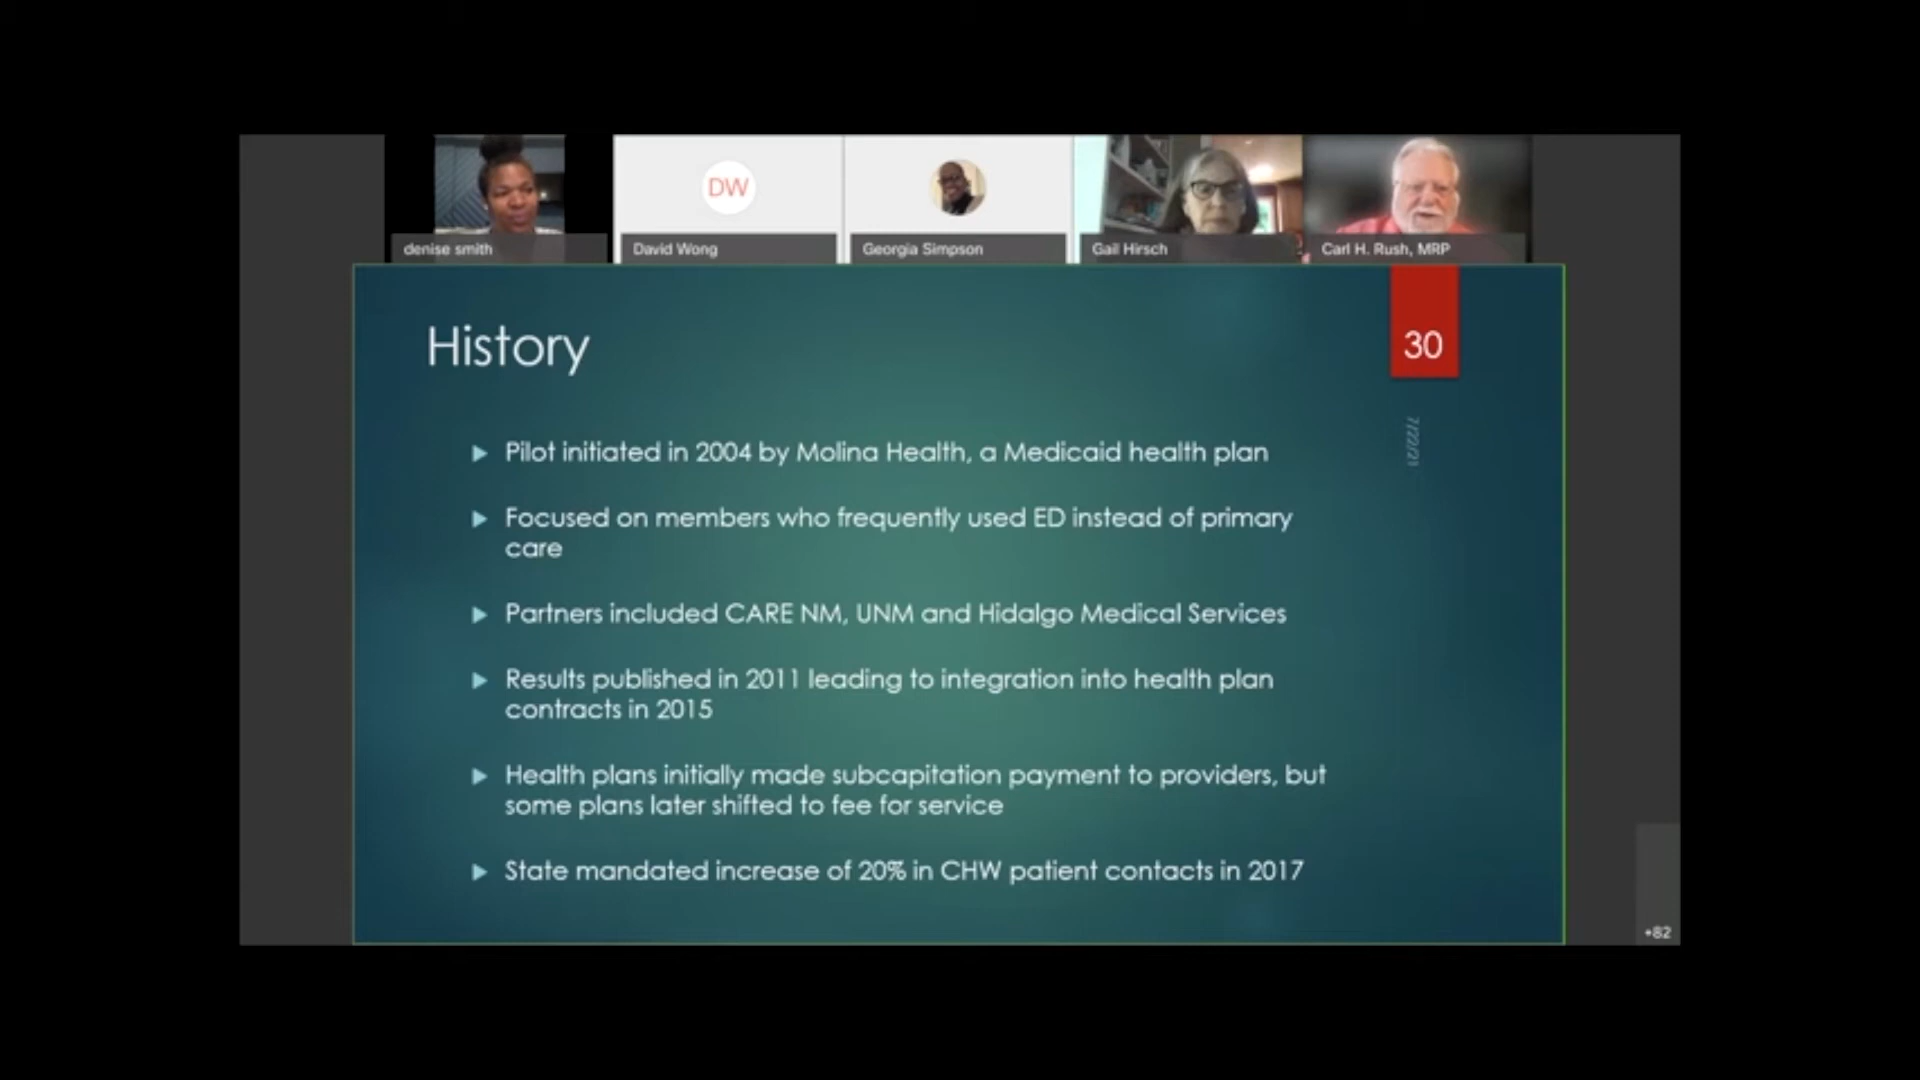 DW
denise smith
David Wong
Georgia Simpson
Gail Hirsch
Carl H. Rush, MRP
History
30
7/22/21
Pilot initiated in 2004 by Molina Health, a Medicaid health plan
Focused on members who frequently used ED instead of primary
care
Partners included CARE NM, UNM and Hidalgo Medical Services
Results published in 2011 leading to integration into health plan
contracts in 2015
Health plans initially made subcapitation payment to providers, but
some plans later shifted to fee for service
State mandated increase of 20% in CHW patient contacts in 2017
+82